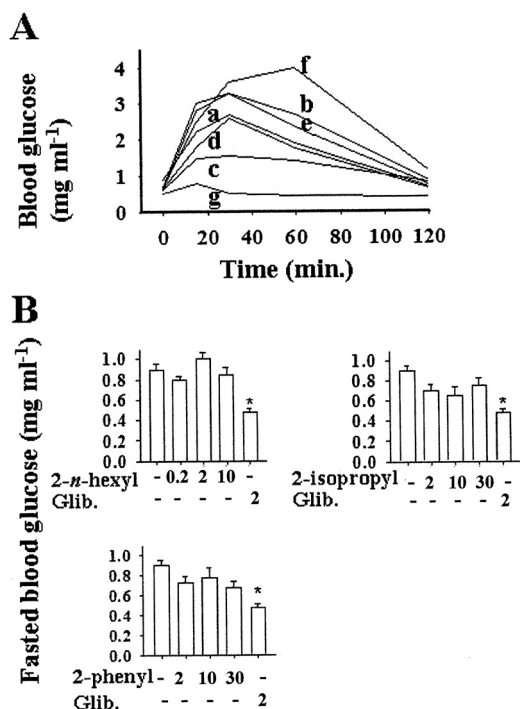 A
Blood glucose
(mg ml-1)
4
3
2
1
0
f
b
a
e
d
c
g
0 20 40 60 80 100 120
Time (min.)
B
Fasted blood glucose (mg ml-1)
1.0
0.8
0.6
0.4
0.2
0.0
*
2-n-hexyl - 0.2 2 10 -
Glib. - - - - 2
1.0
0.8
0.6
0.4
0.2
0.0
*
2-isopropyl - 2 10 30 -
Glib. - - - - 2
1.0
0.8
0.6
0.4
0.2
0.0
*
2-phenyl - 2 10 30 -
Glib. - - - - 2